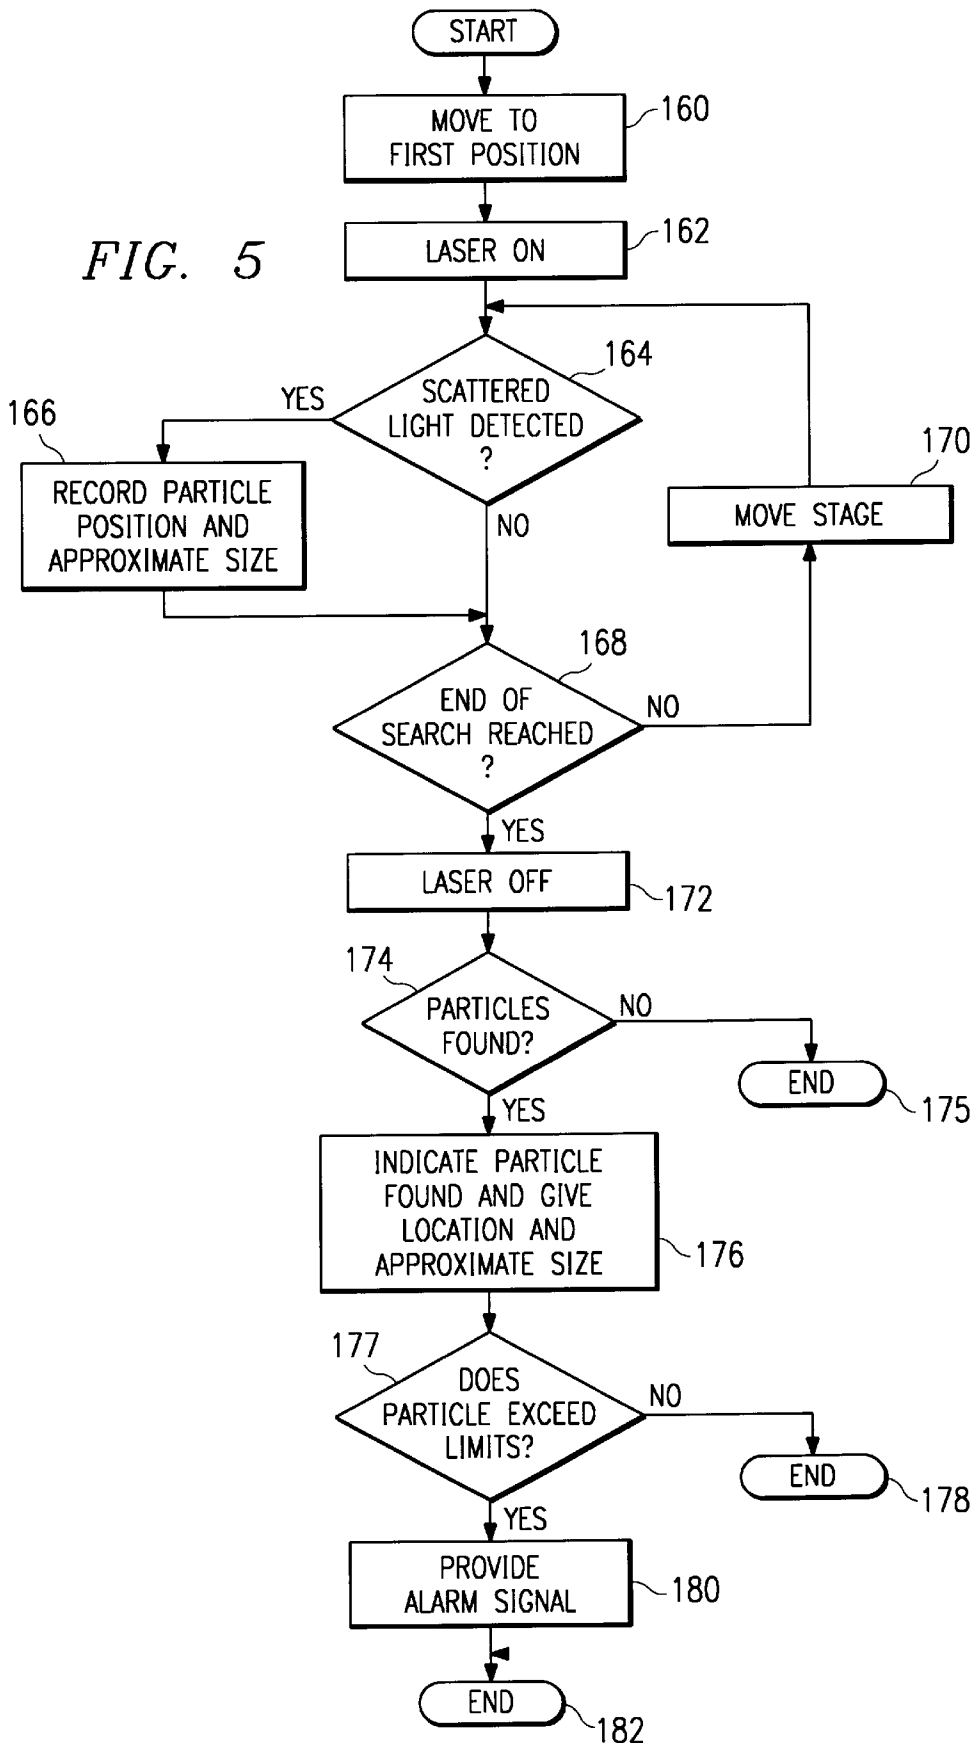 START
MOVE TO
FIRST POSITION
160
LASER ON
162
FIG. 5
SCATTERED
LIGHT DETECTED
?
164
YES
NO
166
RECORD PARTICLE
POSITION AND
APPROXIMATE SIZE
170
MOVE STAGE
168
END OF
SEARCH REACHED
?
NO
YES
LASER OFF
172
174
PARTICLES
FOUND?
NO
END
175
YES
INDICATE PARTICLE
FOUND AND GIVE
LOCATION AND
APPROXIMATE SIZE
176
177
DOES
PARTICLE EXCEED
LIMITS?
NO
END
178
YES
PROVIDE
ALARM SIGNAL
180
END
182